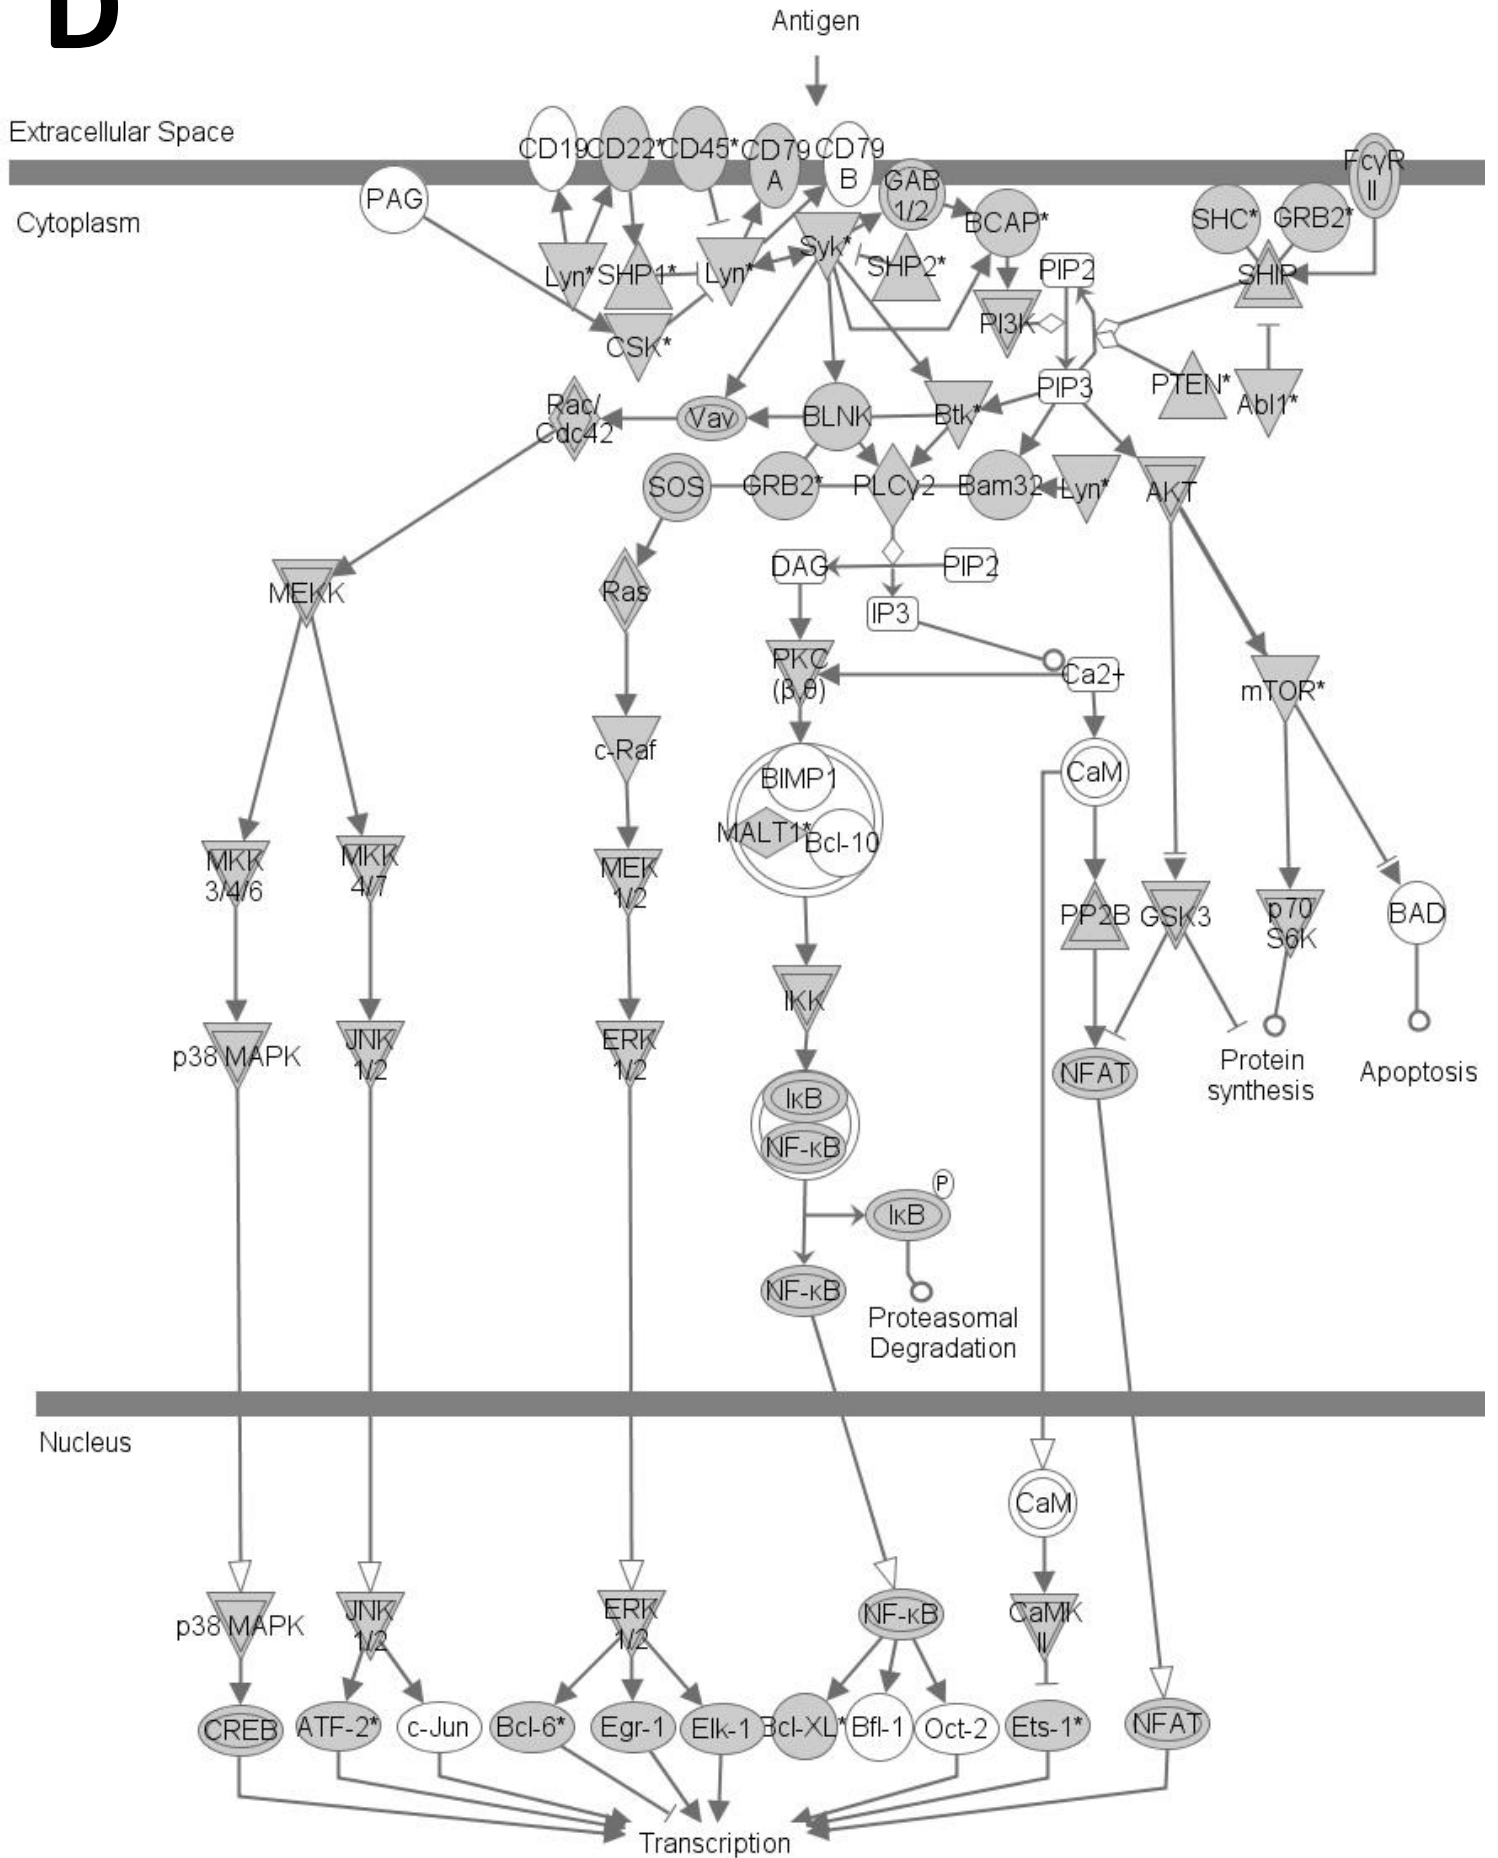 D
Antigen
Extracellular Space
CD19
CD22*
CD45*
CD79
A
CD79
B
FcγR
II
PAG
GAB
1/2
Cytoplasm
BCAP*
SHC*
GRB2*
Lyn*
SHP1*
Lyn*
Syk*
SHP2*
PIP2
SHIP
CSK*
PI3K
PIP3
PTEN*
Abl1*
Rac/
Cdc42
Vav
BLNK
Btk*
SOS
GRB2*
PLCγ2
Bam32
Lyn*
AKT
MEKK
Ras
DAG
PIP2
IP3
PKC
(β,θ)
Ca2+
mTOR*
c-Raf
BIMP1
CaM
MALT1*
Bcl-10
MKK
3/4/6
MKK
4/7
MEK
1/2
PP2B
GSK3
p70
S6K
BAD
IKK
p38 MAPK
JNK
1/2
ERK
1/2
NFAT
Protein
synthesis
Apoptosis
IκB
NF-κB
P
IκB
NF-κB
Proteasomal
Degradation
Nucleus
CaM
p38 MAPK
JNK
1/2
ERK
1/2
NF-κB
CaMK
II
CREB
ATF-2*
c-Jun
Bcl-6*
Egr-1
Elk-1
Bcl-XL*
Bfl-1
Oct-2
Ets-1*
NFAT
Transcription